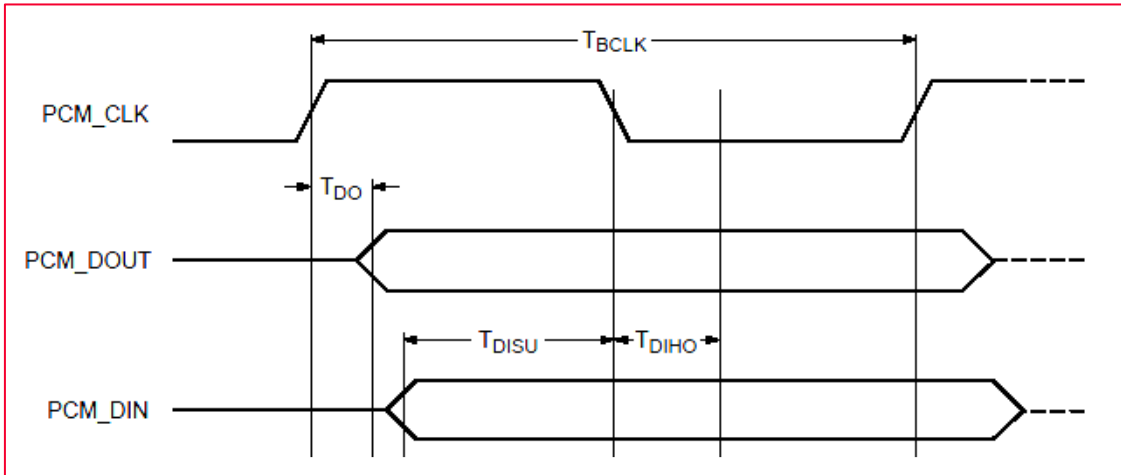 TBCLK
PCM_CLK
TDO
PCM_DOUT
TDISU
TDIHO
PCM_DIN